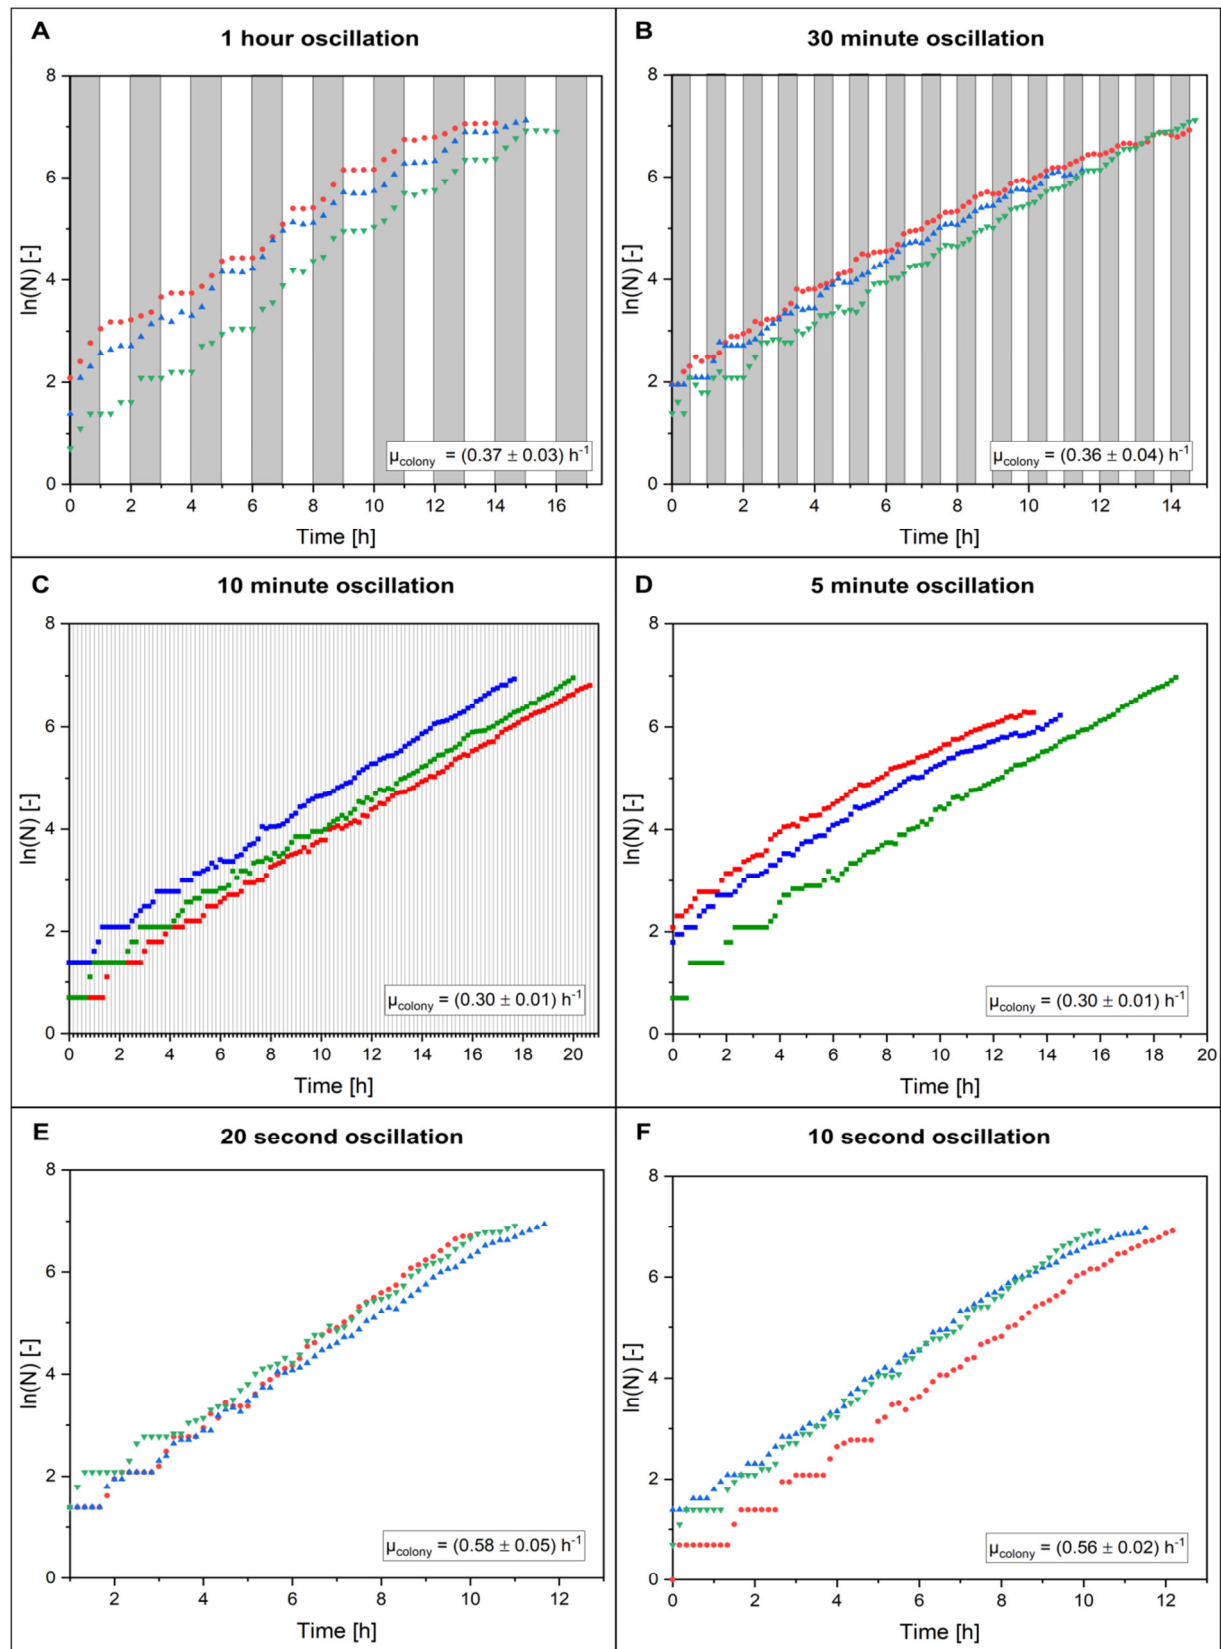 A
1 hour oscillation
8
6
4
2
0
ln(N) [-]
0 2 4 6 8 10 12 14 16
Time [h]
μcolony = (0.37 ± 0.03) h-1
B
30 minute oscillation
8
6
4
2
0
ln(N) [-]
0 2 4 6 8 10 12 14
Time [h]
μcolony = (0.36 ± 0.04) h-1
C
10 minute oscillation
8
6
4
2
0
ln(N) [-]
0 2 4 6 8 10 12 14 16 18 20
Time [h]
μcolony = (0.30 ± 0.01) h-1
D
5 minute oscillation
8
6
4
2
0
ln(N) [-]
0 2 4 6 8 10 12 14 16 18 20
Time [h]
μcolony = (0.30 ± 0.01) h-1
E
20 second oscillation
8
6
4
2
0
ln(N) [-]
2 4 6 8 10 12
Time [h]
μcolony = (0.58 ± 0.05) h-1
F
10 second oscillation
8
6
4
2
0
ln(N) [-]
0 2 4 6 8 10 12
Time [h]
μcolony = (0.56 ± 0.02) h-1